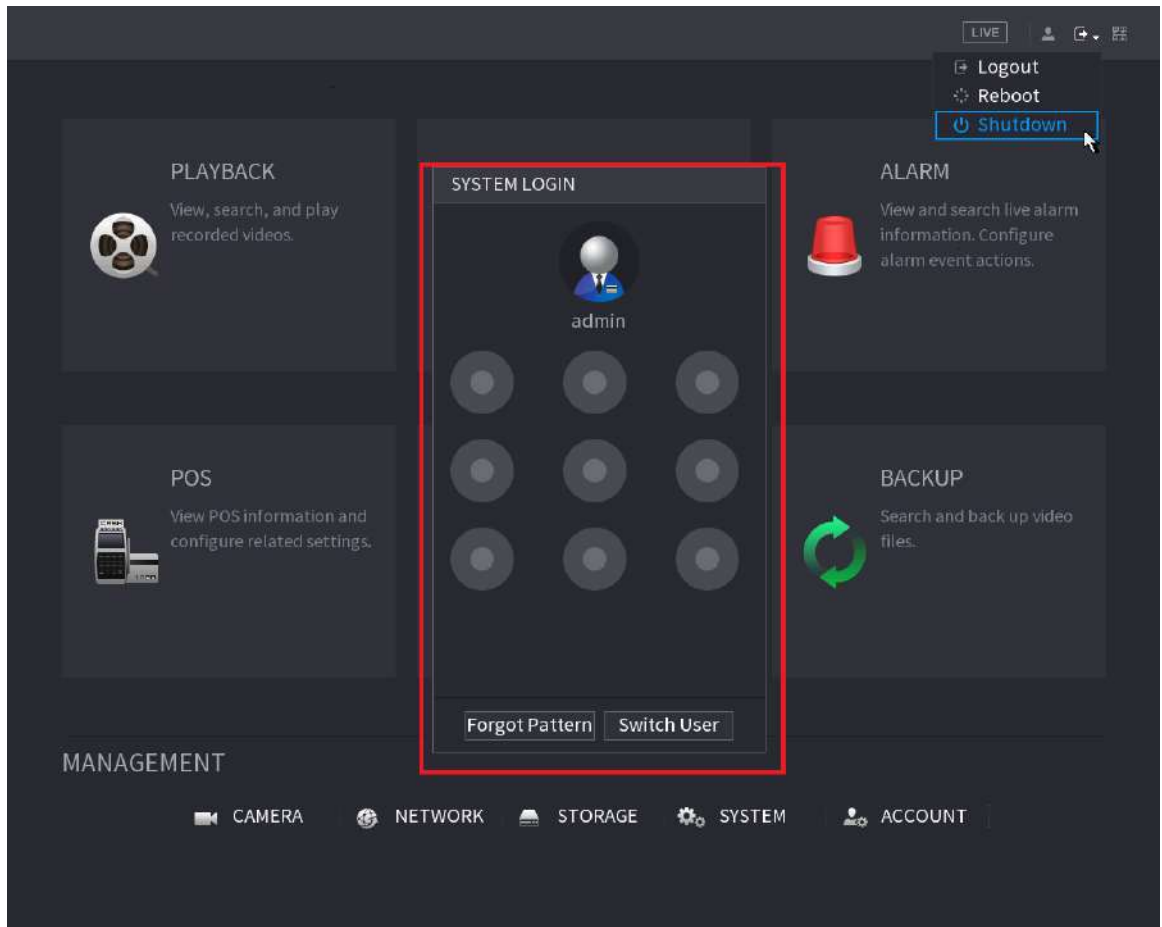 LIVE
Logout
Reboot
Shutdown
PLAYBACK
View, search, and play
recorded videos.
SYSTEM LOGIN
admin
ALARM
View and search live alarm
information. Configure
alarm event actions.
POS
View POS information and
configure related settings.
BACKUP
Search and back up video
files.
Forgot Pattern
Switch User
MANAGEMENT
CAMERA
NETWORK
STORAGE
SYSTEM
ACCOUNT